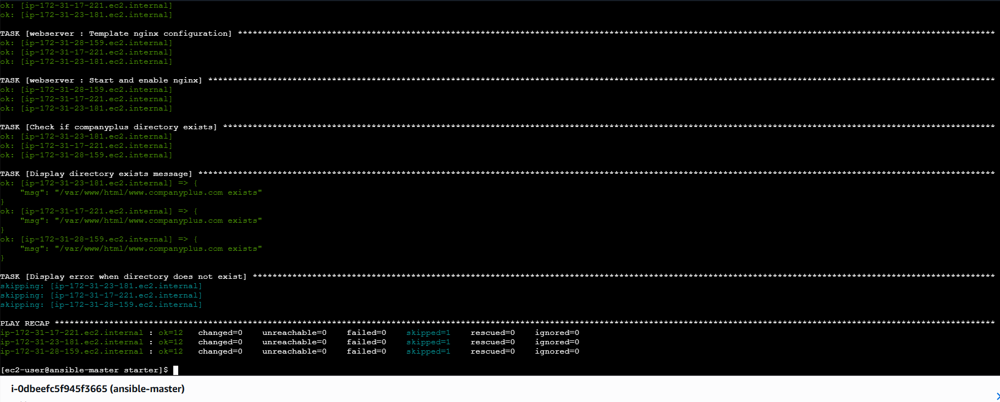 ok: [ip-172-31-17-221.ec2.internal]
ok: [ip-172-31-23-181.ec2.internal]
TASK [webserver : Template nginx configuration] *********************************************************************************************************************************************************
ok: [ip-172-31-28-159.ec2.internal]
ok: [ip-172-31-17-221.ec2.internal]
ok: [ip-172-31-23-181.ec2.internal]
TASK [webserver : Start and enable nginx] ***************************************************************************************************************************************************************
ok: [ip-172-31-28-159.ec2.internal]
ok: [ip-172-31-17-221.ec2.internal]
ok: [ip-172-31-23-181.ec2.internal]
TASK [Check if companyplus directory exists] ************************************************************************************************************************************************************
ok: [ip-172-31-23-181.ec2.internal]
ok: [ip-172-31-17-221.ec2.internal]
ok: [ip-172-31-28-159.ec2.internal]
TASK [Display directory exists message] *****************************************************************************************************************************************************************
ok: [ip-172-31-23-181.ec2.internal] => {
    "msg": "/var/www/html/www.companyplus.com exists"
}
ok: [ip-172-31-17-221.ec2.internal] => {
    "msg": "/var/www/html/www.companyplus.com exists"
}
ok: [ip-172-31-28-159.ec2.internal] => {
    "msg": "/var/www/html/www.companyplus.com exists"
}
TASK [Display error when directory does not exist] ******************************************************************************************************************************************************
skipping: [ip-172-31-23-181.ec2.internal]
skipping: [ip-172-31-17-221.ec2.internal]
skipping: [ip-172-31-28-159.ec2.internal]
PLAY RECAP **********************************************************************************************************************************************************************************************
ip-172-31-17-221.ec2.internal : ok=12   changed=0    unreachable=0    failed=0    skipped=1    rescued=0    ignored=0
ip-172-31-23-181.ec2.internal : ok=12   changed=0    unreachable=0    failed=0    skipped=1    rescued=0    ignored=0
ip-172-31-28-159.ec2.internal : ok=12   changed=0    unreachable=0    failed=0    skipped=1    rescued=0    ignored=0
[ec2-user@ansible-master starter]$
i-0dbeefc5f945f3665 (ansible-master)